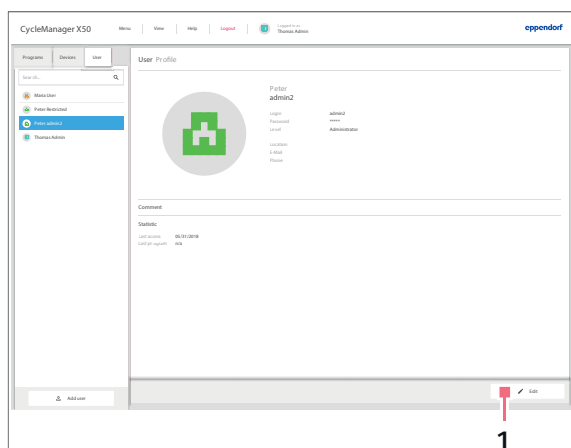 CycleManager X50
Menu
View
Help
Logout
Logged in as:
Thomas Admin
eppendorf
Programs
Devices
User
Search...
Maria User
Peter Restricted
Peter admin2
Thomas Admin
Add user
User Profile
Peter
admin2
Login admin2
Password *****
Level Administrator
Location
E-Mail
Phone
Comment
Statistic
Last access 05/01/2018
n/a
Edit
1